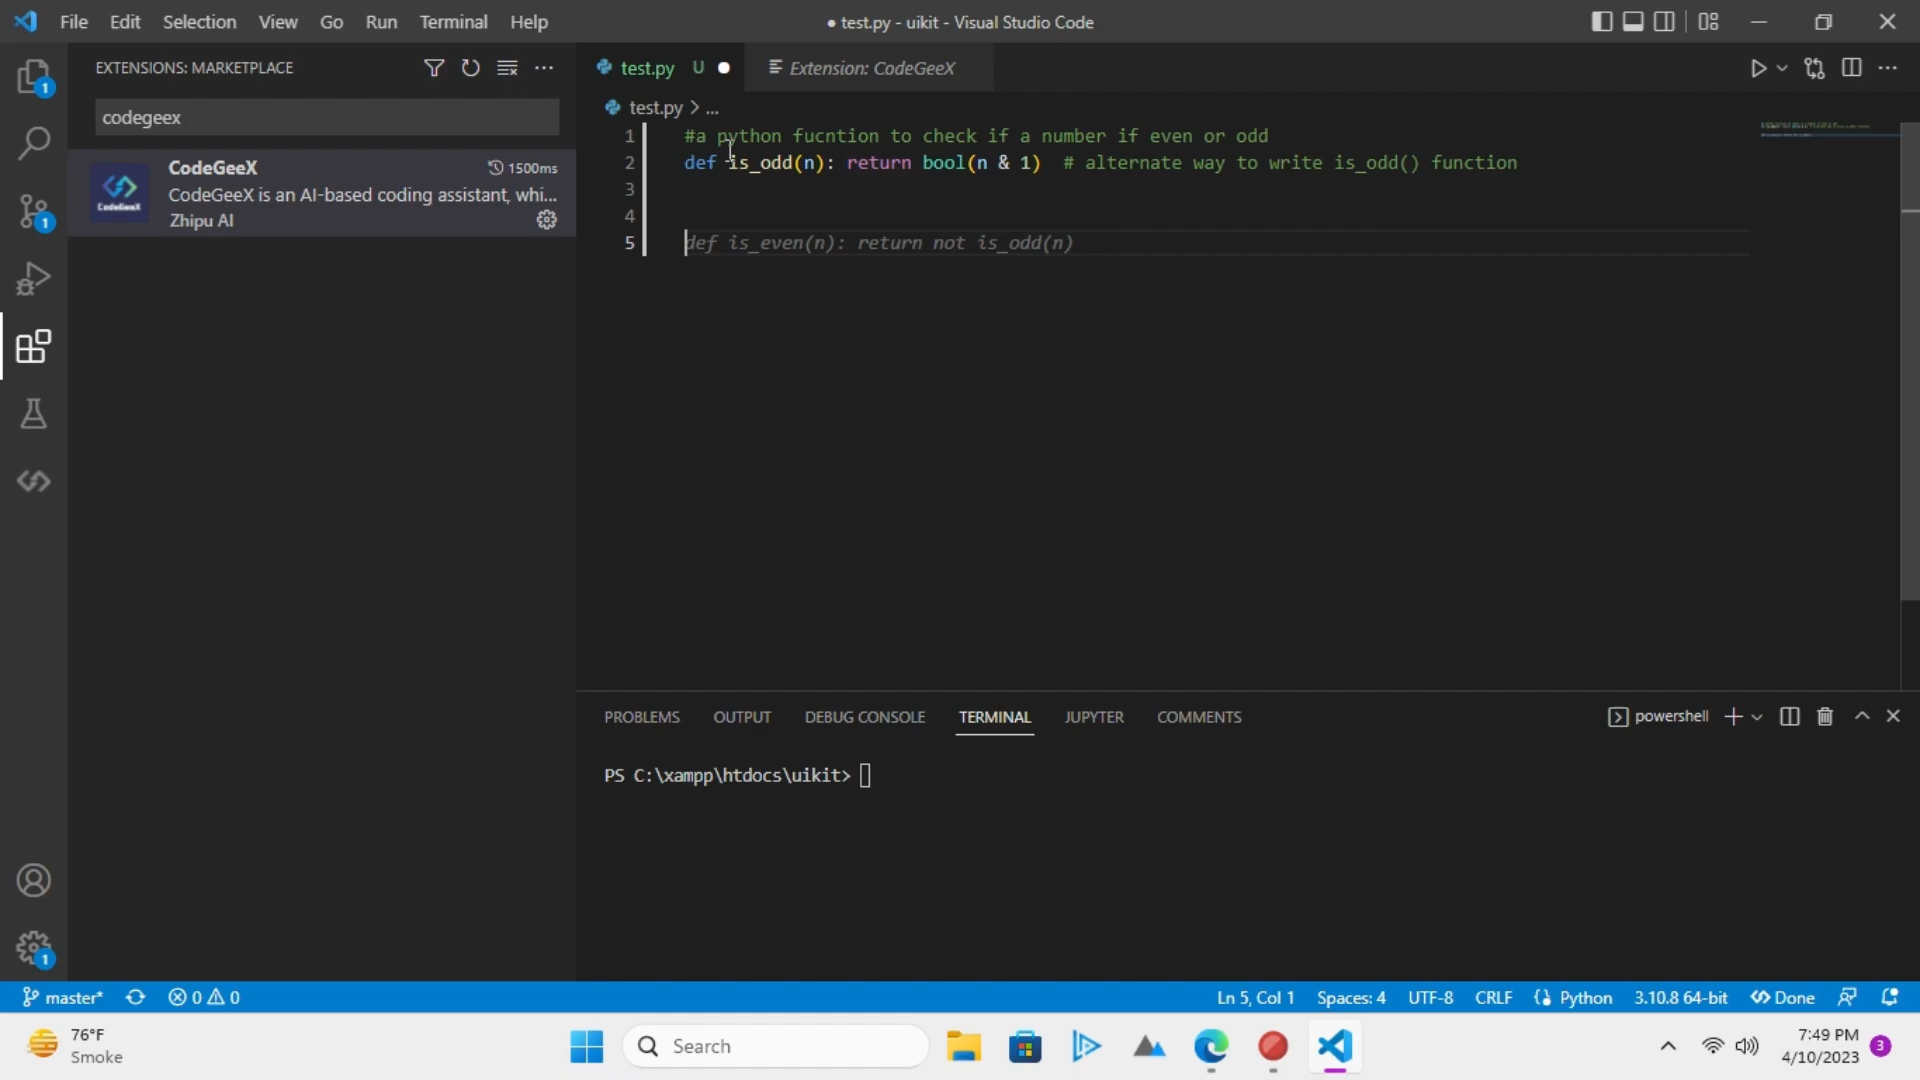 File Edit Selection View Go Run Terminal Help
● test.py - uikit - Visual Studio Code
EXTENSIONS: MARKETPLACE
codegeex
CodeGeeX
1500ms
CodeGeeX is an AI-based coding assistant, whi...
Zhipu AI
CodeGeeX
1
1
1
test.py U
Extension: CodeGeeX
test.py > ...
1 #a python fucntion to check if a number if even or odd
2 def is_odd(n): return bool(n & 1)  # alternate way to write is_odd() function
3
4
5 def is_even(n): return not is_odd(n)
PROBLEMS OUTPUT DEBUG CONSOLE TERMINAL JUPYTER COMMENTS
powershell
PS C:\xampp\htdocs\uikit>
master* 0 0
Ln 5, Col 1 Spaces: 4 UTF-8 CRLF Python 3.10.8 64-bit Done
76°F
Smoke
Search
7:49 PM
4/10/2023
3